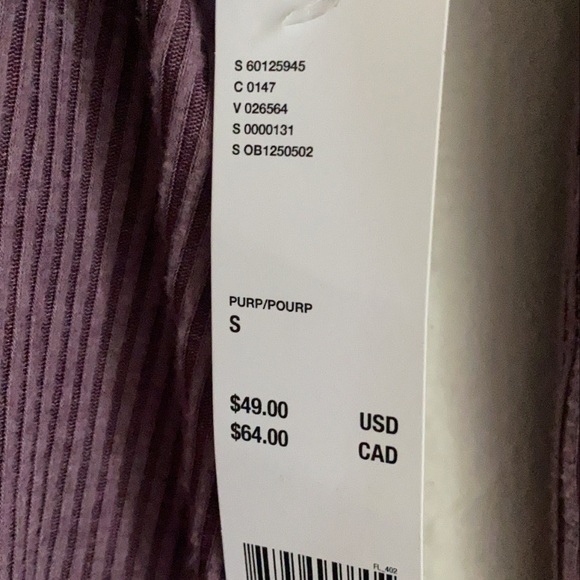 S 60125945
C 0147
V 026564
S 0000131
S OB1250502
PURP/POURP
S
$49.00 USD
$64.00 CAD
FL_402